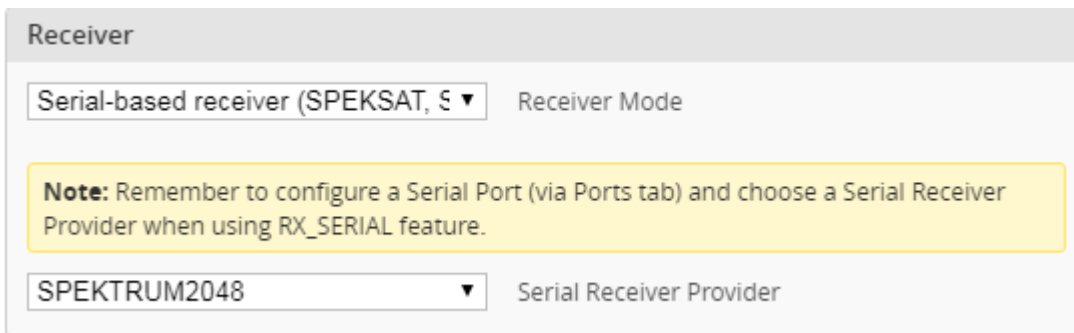 Receiver
Serial-based receiver (SPEKSAT, S Receiver Mode
Note: Remember to configure a Serial Port (via Ports tab) and choose a Serial Receiver
Provider when using RX_SERIAL feature.
SPEKTRUM2048 Serial Receiver Provider